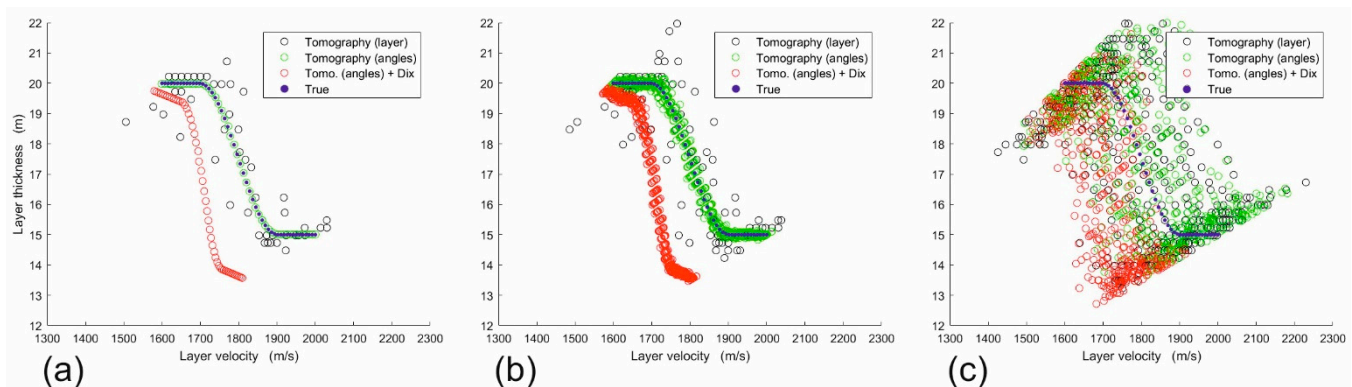 22
21
20
19
18
17
16
15
14
13
12
Layer thickness (m)
Tomography (layer)
Tomography (angles)
Tomo. (angles) + Dix
True
1300 1400 1500 1600 1700 1800 1900 2000 2100 2200 2300
Layer velocity (m/s)
(a)
22
21
20
19
18
17
16
15
14
13
12
Tomography (layer)
Tomography (angles)
Tomo. (angles) + Dix
True
1300 1400 1500 1600 1700 1800 1900 2000 2100 2200 2300
Layer velocity (m/s)
(b)
22
21
20
19
18
17
16
15
14
13
12
Tomography (layer)
Tomography (angles)
Tomo. (angles) + Dix
True
1300 1400 1500 1600 1700 1800 1900 2000 2100 2200 2300
Layer velocity (m/s)
(c)